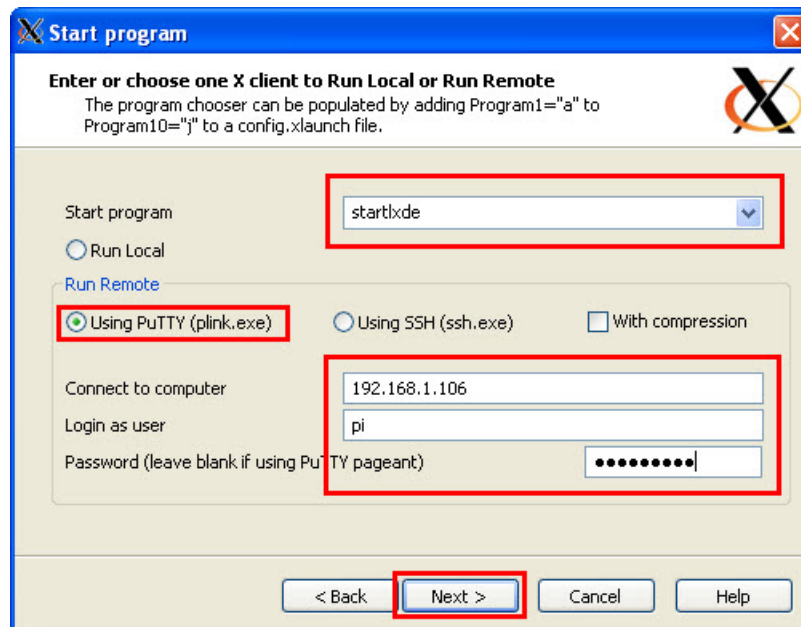 Start program
Enter or choose one X client to Run Local or Run Remote
The program chooser can be populated by adding Program1="a" to
Program10="j" to a config.xlaunch file.
Start program
startlxde
Run Local
Run Remote
Using PuTTY (plink.exe)
Using SSH (ssh.exe)
With compression
Connect to computer
192.168.1.106
Login as user
pi
Password (leave blank if using PuTTY pageant)
●●●●●●●●●
< Back
Next >
Cancel
Help